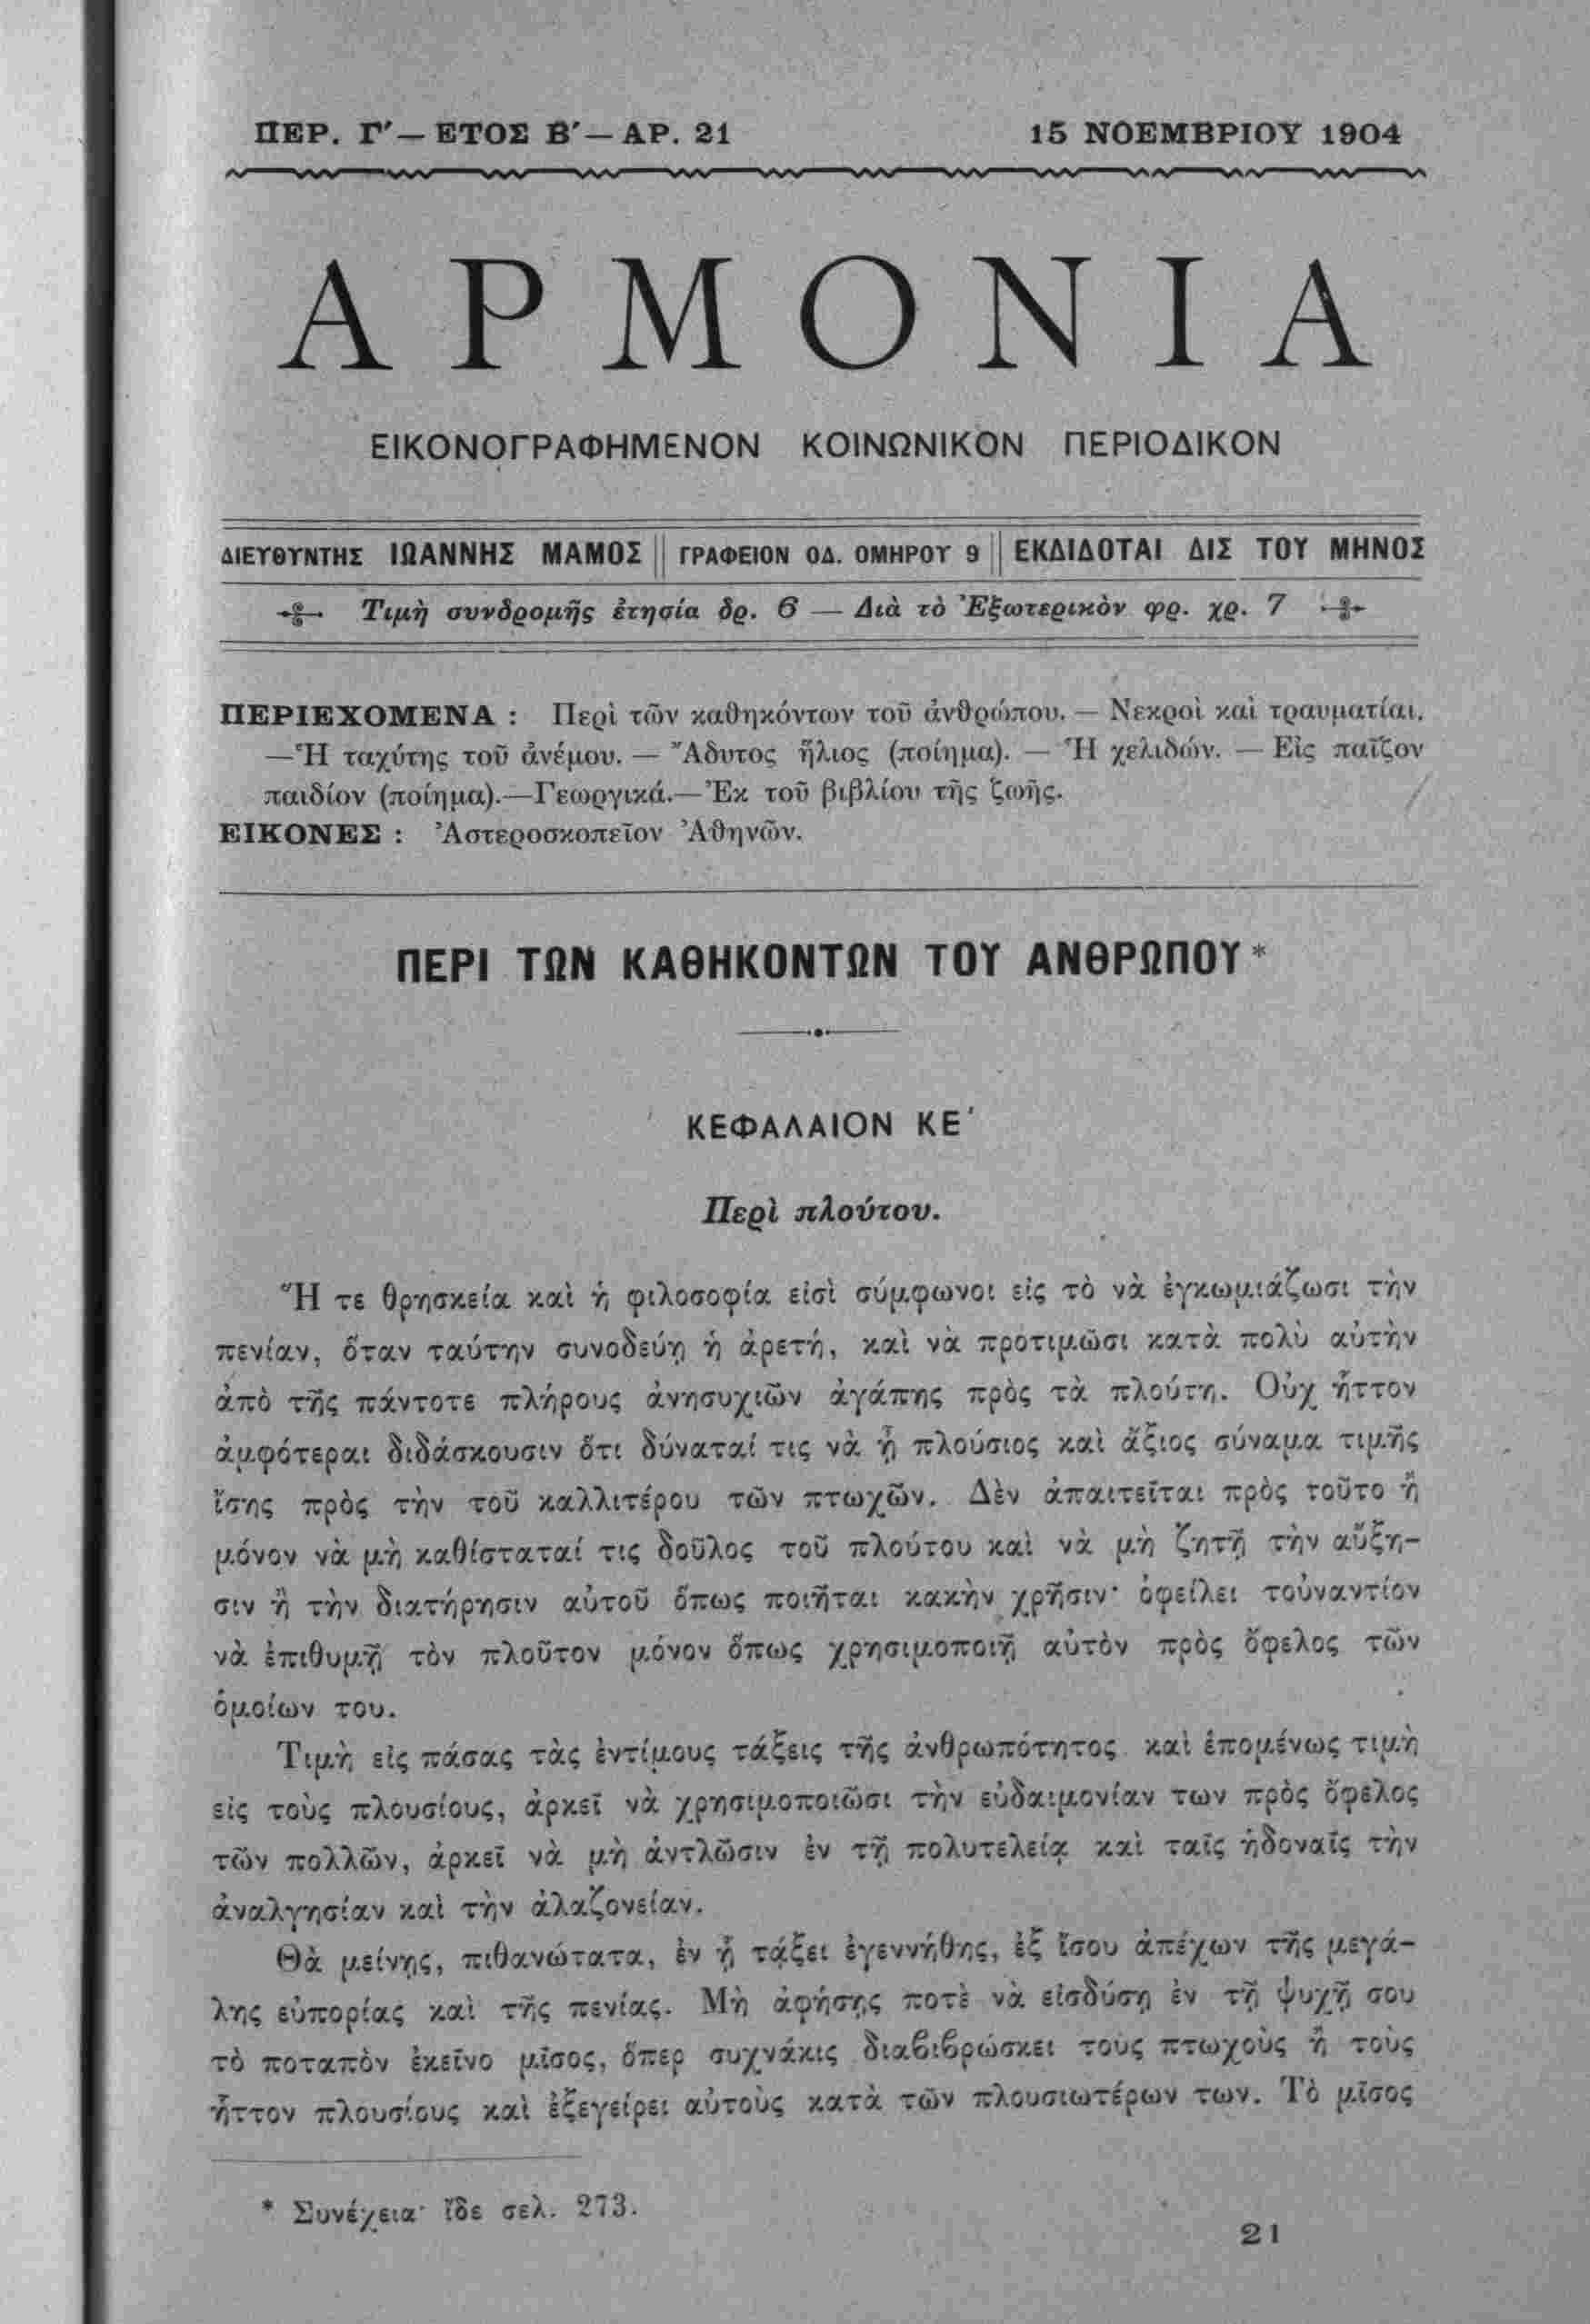 ΠΕΡ. Γ′— ΕΤΟΣ Β′— ΑΡ. 21 15 ΝΟΕΜΒΡΙΟΥ 1904
ΑΡΜΟΝΙΑ
ΕΙΚΟΝΟΓΡΑΦΗΜΕΝΟΝ ΚΟΙΝΩΝΙΚΟΝ ΠΕΡΙΟΔΙΚΟΝ
ΔΙΕΥΘΥΝΤΗΣ ΙΩΑΝΝΗΣ ΜΑΜΟΣ || ΓΡΑΦΕΙΟΝ ΟΔ. ΟΜΗΡΟΥ 9 || ΕΚΔΙΔΟΤΑΙ ΔΙΣ ΤΟΥ ΜΗΝΟΣ
Τιμὴ συνδρομῆς ἐτησία δρ. 6 — Διὰ τὸ Ἐξωτερικὸν φρ. χρ. 7
ΠΕΡΙΕΧΟΜΕΝΑ : Περὶ τῶν καθηκόντων τοῦ ἀνθρώπου. — Νεκροὶ καὶ τραυματίαι.
—Ἡ ταχύτης τοῦ ἀνέμου. — Ἄδυτος ἥλιος (ποίημα). — Ἡ χελιδών. — Εἰς παῖζον
παιδίον (ποίημα).—Γεωργικά.—Ἐκ τοῦ βιβλίου τῆς ζωῆς.
ΕΙΚΟΝΕΣ : Ἀστεροσκοπεῖον Ἀθηνῶν.
ΠΕΡΙ ΤΩΝ ΚΑΘΗΚΟΝΤΩΝ ΤΟΥ ΑΝΘΡΩΠΟΥ*
ΚΕΦΑΛΑΙΟΝ ΚΕ′
Περὶ πλούτου.
Ἥ τε θρησκεία καὶ ἡ φιλοσοφία εἰσὶ σύμφωνοι εἰς τὸ νὰ ἐγκωμιάζωσι τὴν
πενίαν, ὅταν ταύτην συνοδεύῃ ἡ ἀρετή, καὶ νὰ προτιμῶσι κατὰ πολὺ αὐτὴν
ἀπὸ τῆς πάντοτε πλήρους ἀνησυχιῶν ἀγάπης πρὸς τὰ πλούτη. Οὐχ ἧττον
ἀμφότεραι διδάσκουσιν ὅτι δύναταί τις νὰ ᾖ πλούσιος καὶ ἄξιος σύναμα τιμῆς
ἴσης πρὸς τὴν τοῦ καλλιτέρου τῶν πτωχῶν. Δὲν ἀπαιτεῖται πρὸς τοῦτο ἢ
μόνον νὰ μὴ καθίσταταί τις δοῦλος τοῦ πλούτου καὶ νὰ μὴ ζητῇ τὴν αὔξη-
σιν ἢ τὴν διατήρησιν αὐτοῦ ὅπως ποιῆται κακὴν χρῆσιν· ὀφείλει τοὐναντίον
νὰ ἐπιθυμῇ τὸν πλοῦτον μόνον ὅπως χρησιμοποιῇ αὐτὸν πρὸς ὄφελος τῶν
ὁμοίων του.
Τιμὴ εἰς πάσας τὰς ἐντίμους τάξεις τῆς ἀνθρωπότητος καὶ ἑπομένως τιμὴ
εἰς τοὺς πλουσίους, ἀρκεῖ νὰ χρησιμοποιῶσι τὴν εὐδαιμονίαν των πρὸς ὄφελος
τῶν πολλῶν, ἀρκεῖ νὰ μὴ ἀντλῶσιν ἐν τῇ πολυτελείᾳ καὶ ταῖς ἡδοναῖς τὴν
ἀναλγησίαν καὶ τὴν ἀλαζονείαν.
Θὰ μείνῃς, πιθανώτατα, ἐν ᾗ τάξει ἐγεννήθης, ἐξ ἴσου ἀπέχων τῆς μεγά-
λης εὐπορίας καὶ τῆς πενίας. Μὴ ἀφήσῃς ποτὲ νὰ εἰσδύσῃ ἐν τῇ ψυχῇ σου
τὸ ποταπὸν ἐκεῖνο μῖσος, ὅπερ συχνάκις διαβιβρώσκει τοὺς πτωχοὺς ἢ τοὺς
ἧττον πλουσίους καὶ ἐξεγείρει αὐτοὺς κατὰ τῶν πλουσιωτέρων των. Τὸ μῖσος
* Συνέχεια· ἴδε σελ. 273.
21